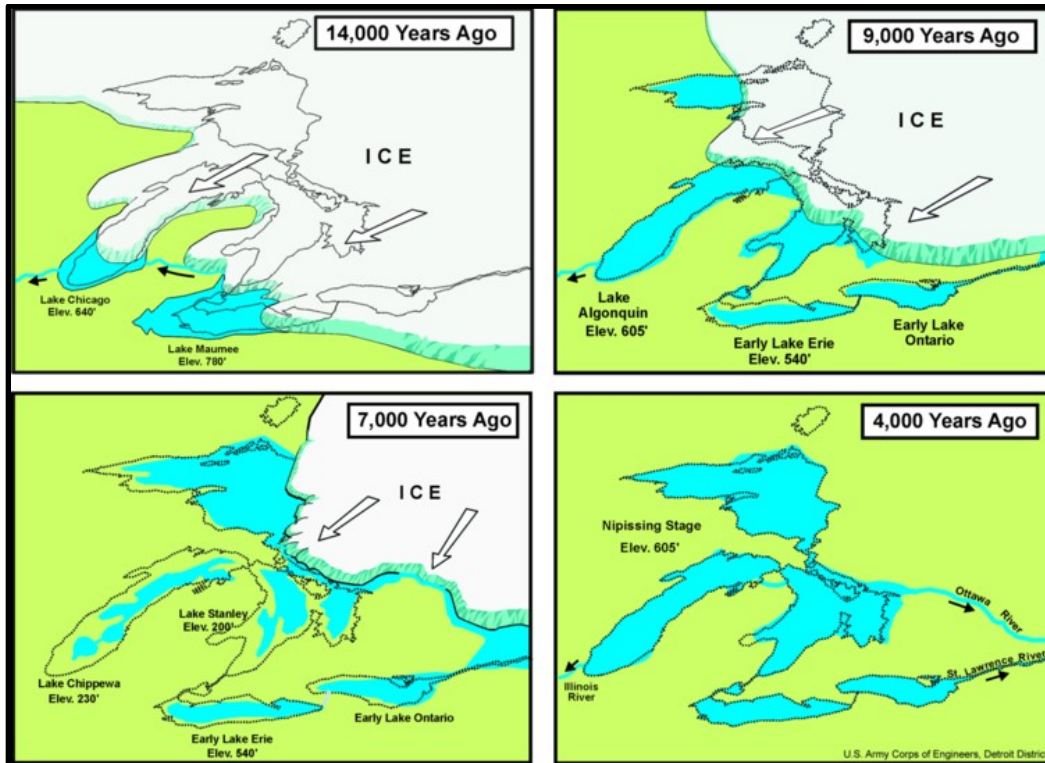 14,000 Years Ago
I C E
Lake Chicago
Elev. 640'
Lake Maumee
Elev. 780'
9,000 Years Ago
I C E
Lake
Algonquin
Elev. 605'
Early Lake Erie
Elev. 540'
Early Lake
Ontario
7,000 Years Ago
I C E
Lake Stanley
Elev. 200'
Lake Chippewa
Elev. 230'
Early Lake Ontario
Early Lake Erie
Elev. 540'
4,000 Years Ago
Nipissing Stage
Elev. 605'
Ottawa
River
St. Lawrence River
Illinois
River
U.S. Army Corps of Engineers, Detroit District